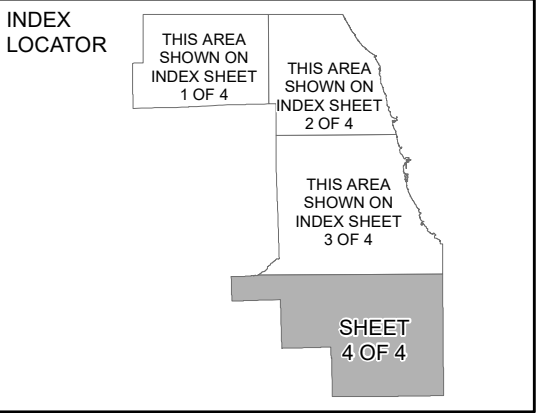 INDEX
LOCATOR
THIS AREA
SHOWN ON
INDEX SHEET
1 OF 4
THIS AREA
SHOWN ON
INDEX SHEET
2 OF 4
THIS AREA
SHOWN ON
INDEX SHEET
3 OF 4
SHEET
4 OF 4